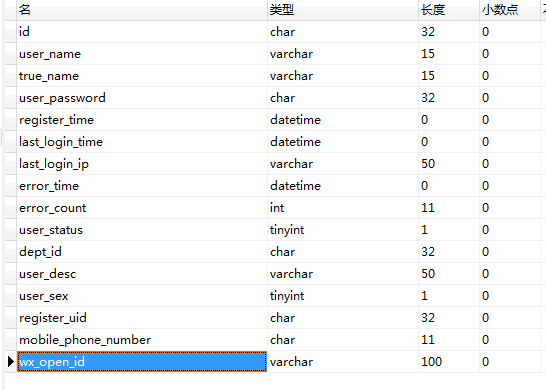 名 类型 长度 小数点
id char 32 0
user_name varchar 15 0
true_name varchar 15 0
user_password char 32 0
register_time datetime 0 0
last_login_time datetime 0 0
last_login_ip varchar 50 0
error_time datetime 0 0
error_count int 11 0
user_status tinyint 1 0
dept_id char 32 0
user_desc varchar 50 0
user_sex tinyint 1 0
register_uid char 32 0
mobile_phone_number char 11 0
wx_open_id varchar 100 0